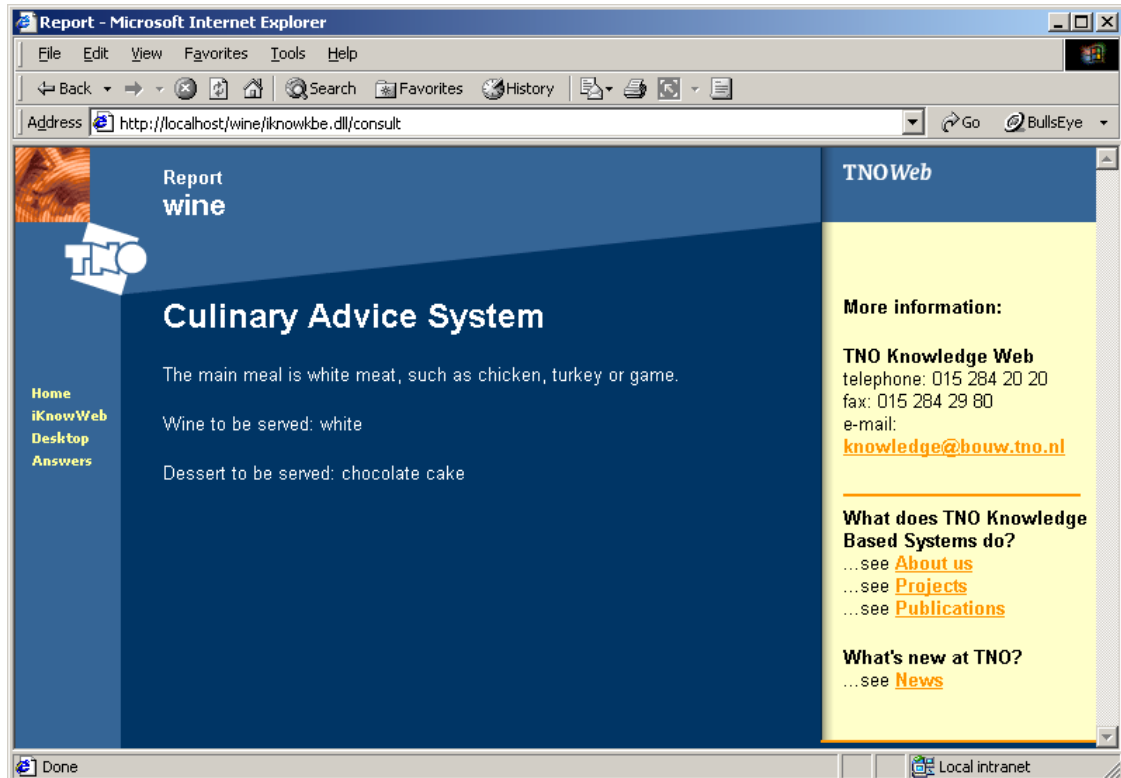 Report - Microsoft Internet Explorer
File Edit View Favorites Tools Help
Back Search Favorites History
Address http://localhost/wine/iknowkbe.dll/consult Go BullsEye
Report
wine
TNOWeb
TNO
Culinary Advice System
The main meal is white meat, such as chicken, turkey or game.
Wine to be served: white
Dessert to be served: chocolate cake
Home
iKnowWeb
Desktop
Answers
More information:
TNO Knowledge Web
telephone: 015 284 20 20
fax: 015 284 29 80
e-mail:
knowledge@bouw.tno.nl
What does TNO Knowledge
Based Systems do?
...see About us
...see Projects
...see Publications
What's new at TNO?
...see News
Done Local intranet